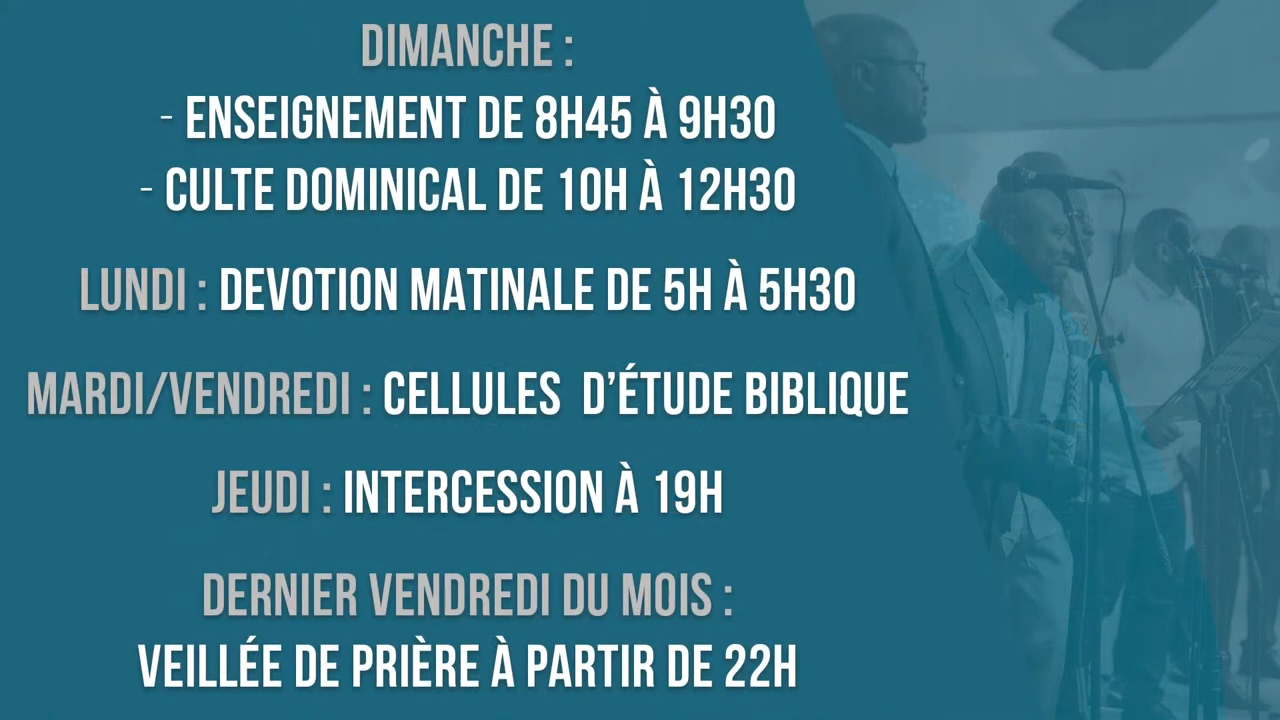 DIMANCHE :
- ENSEIGNEMENT DE 8H45 À 9H30
- CULTE DOMINICAL DE 10H À 12H30
LUNDI : DEVOTION MATINALE DE 5H À 5H30
MARDI/VENDREDI : CELLULES D’ÉTUDE BIBLIQUE
JEUDI : INTERCESSION À 19H
DERNIER VENDREDI DU MOIS :
VEILLÉE DE PRIÈRE À PARTIR DE 22H